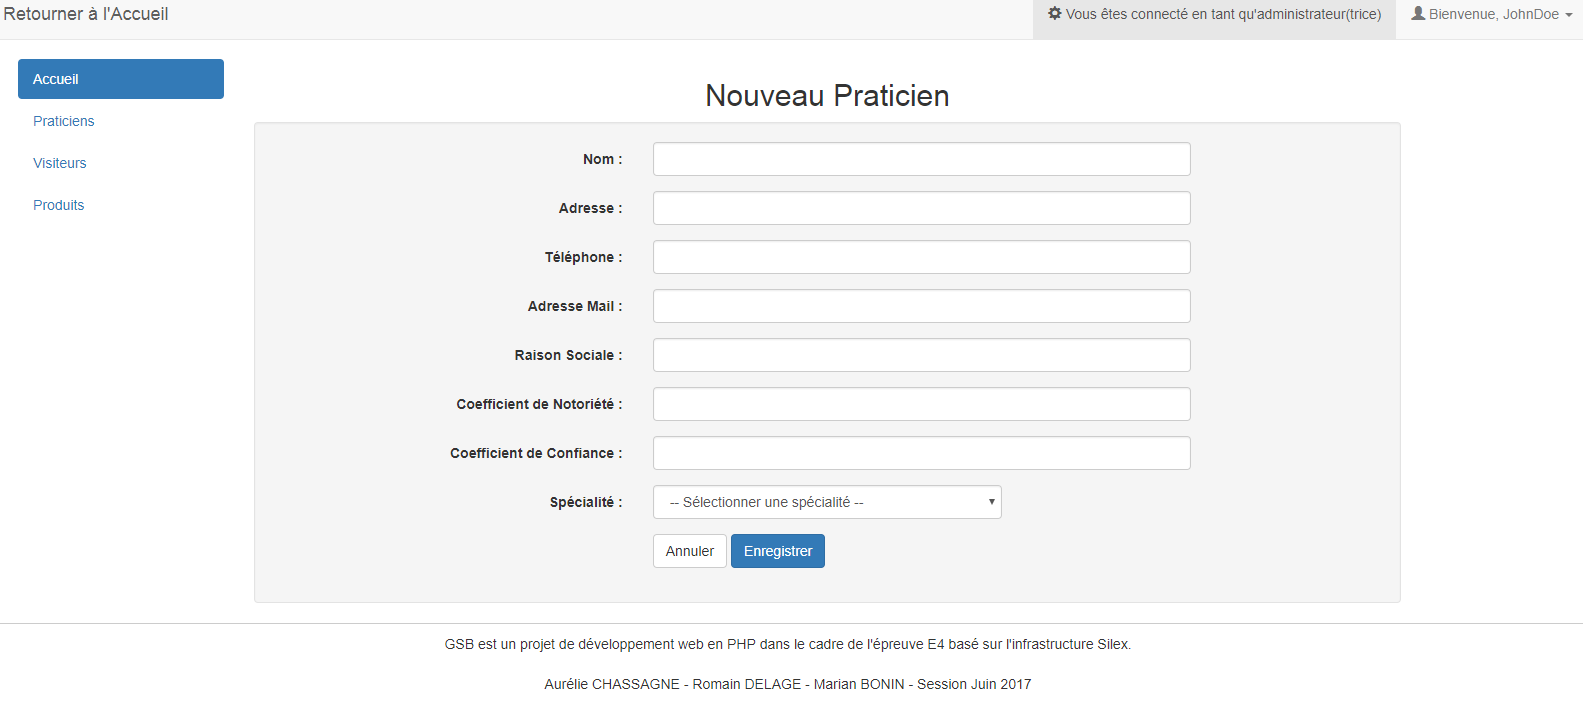 Retourner à l'Accueil
Vous êtes connecté en tant qu'administrateur(trice)
Bienvenue, JohnDoe
Accueil
Praticiens
Visiteurs
Produits
Nouveau Praticien
Nom :
Adresse :
Téléphone :
Adresse Mail :
Raison Sociale :
Coefficient de Notoriété :
Coefficient de Confiance :
Spécialité :
-- Sélectionner une spécialité --
Annuler
Enregistrer
GSB est un projet de développement web en PHP dans le cadre de l'épreuve E4 basé sur l'infrastructure Silex.
Aurélie CHASSAGNE - Romain DELAGE - Marian BONIN - Session Juin 2017